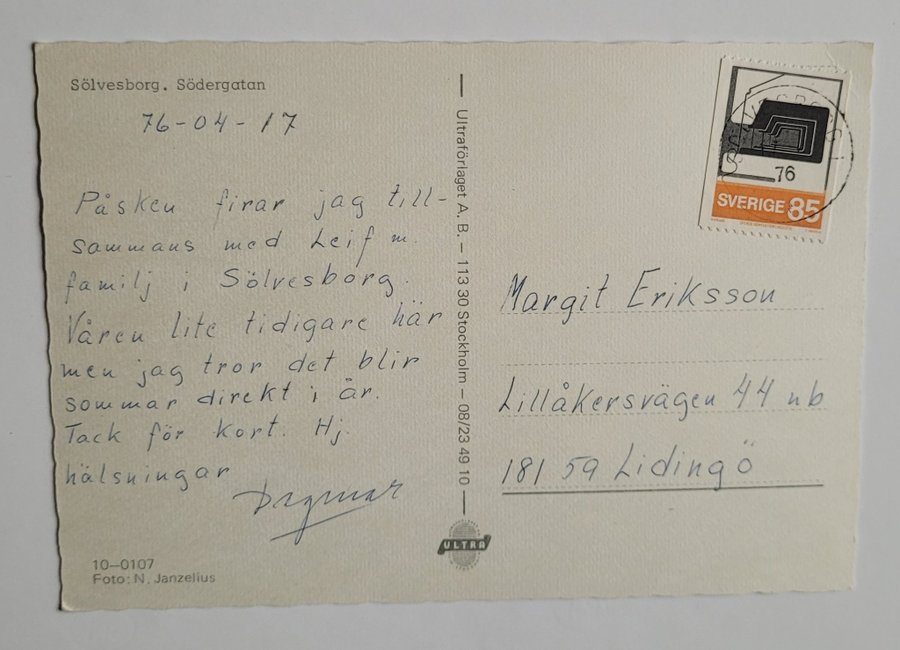 Sölvesborg. Södergatan
76-04-17
Påsken firar jag till-
sammans med Leif m.
familj i Sölvesborg.
Våren lite tidigare här
men jag tror det blir
sommar direkt i år.
Tack för kort. Hj.
hälsningar
Dagmar
10-0107
Foto: N. Janzelius
Ultraförlaget A. B. – 113 30 Stockholm – 08/23 49 10
ULTRA
76
SVERIGE 85
Margit Eriksson
Lillåkersvägen 44 nb
181 59 Lidingö